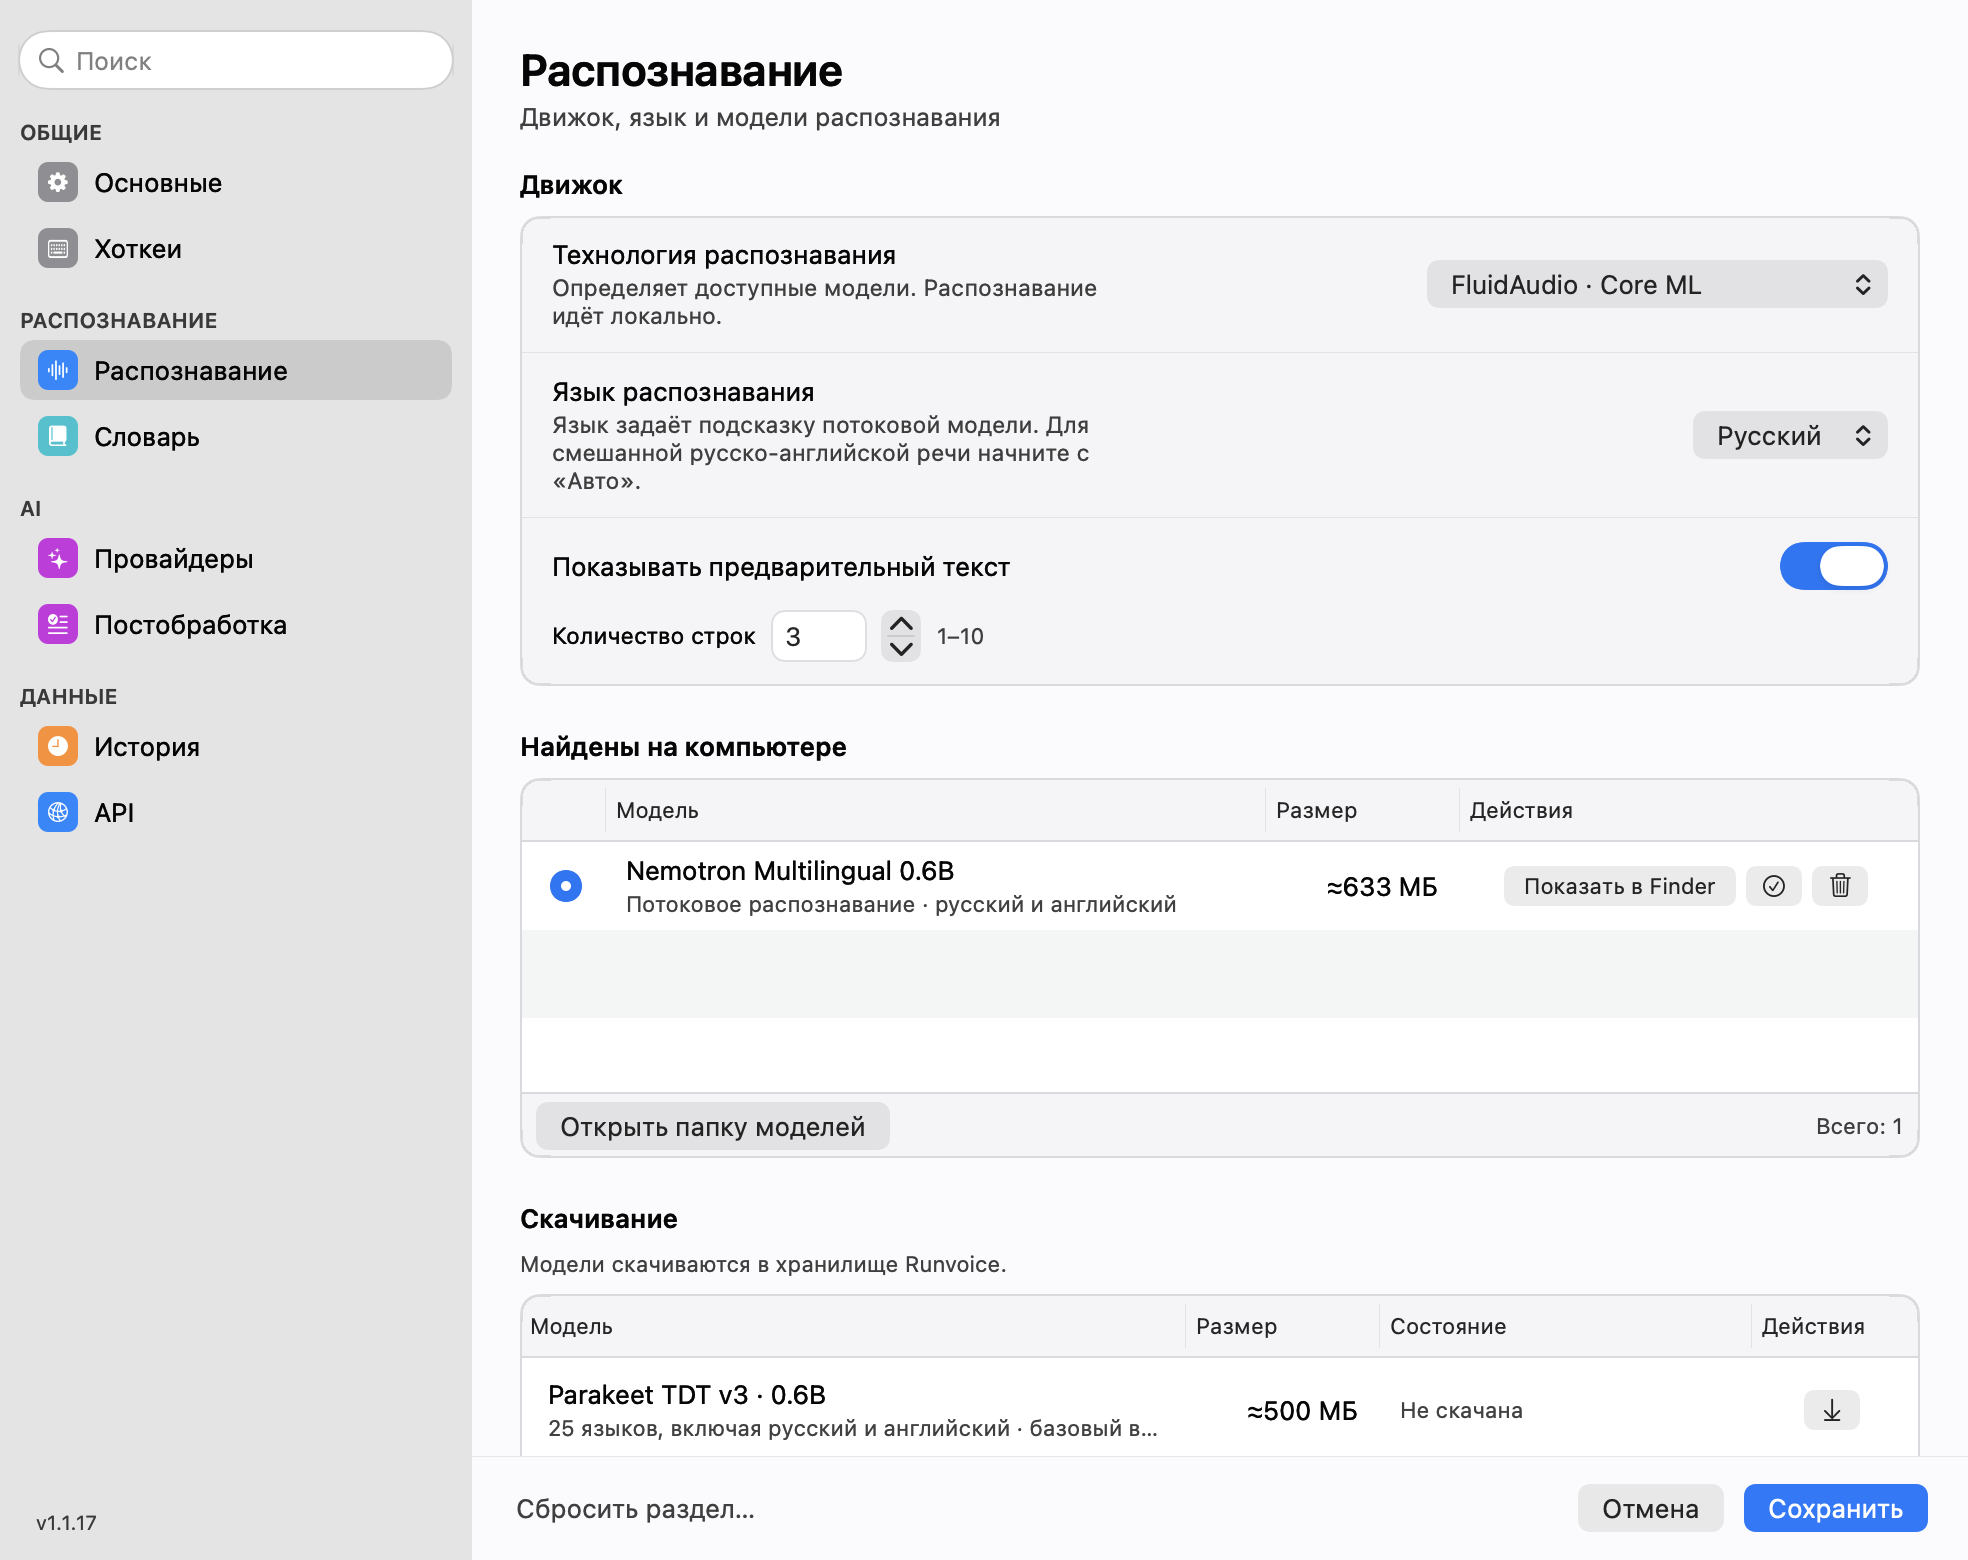 Поиск
ОБЩИЕ
Основные
Хоткеи
РАСПОЗНАВАНИЕ
Распознавание
Словарь
AI
Провайдеры
Постобработка
ДАННЫЕ
История
API
v1.1.17
Распознавание
Движок, язык и модели распознавания
Движок
Технология распознавания
Определяет доступные модели. Распознавание
идёт локально.
FluidAudio · Core ML
Язык распознавания
Язык задаёт подсказку потоковой модели. Для
смешанной русско-английской речи начните с
«Авто».
Русский
Показывать предварительный текст
Количество строк 3 1–10
Найдены на компьютере
Модель Размер Действия
Nemotron Multilingual 0.6B
Потоковое распознавание · русский и английский
≈633 МБ
Показать в Finder
Открыть папку моделей
Всего: 1
Скачивание
Модели скачиваются в хранилище Runvoice.
Модель Размер Состояние Действия
Parakeet TDT v3 · 0.6B
25 языков, включая русский и английский · базовый в...
≈500 МБ
Не скачана
Сбросить раздел...
Отмена
Сохранить